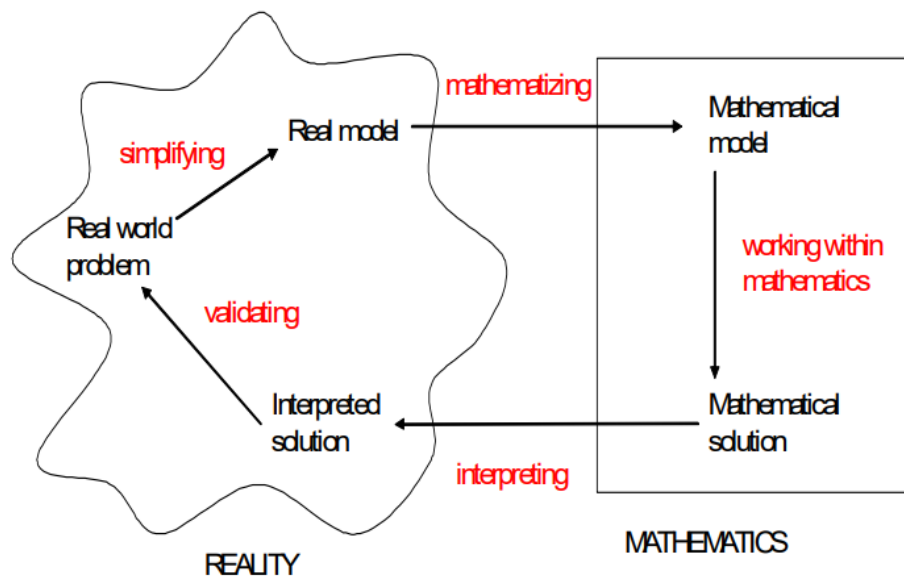 mathematizing
Mathematical
model
Real model
simplifying
Real world
problem
working within
mathematics
validating
Interpreted
solution
Mathematical
solution
interpreting
REALITY
MATHEMATICS